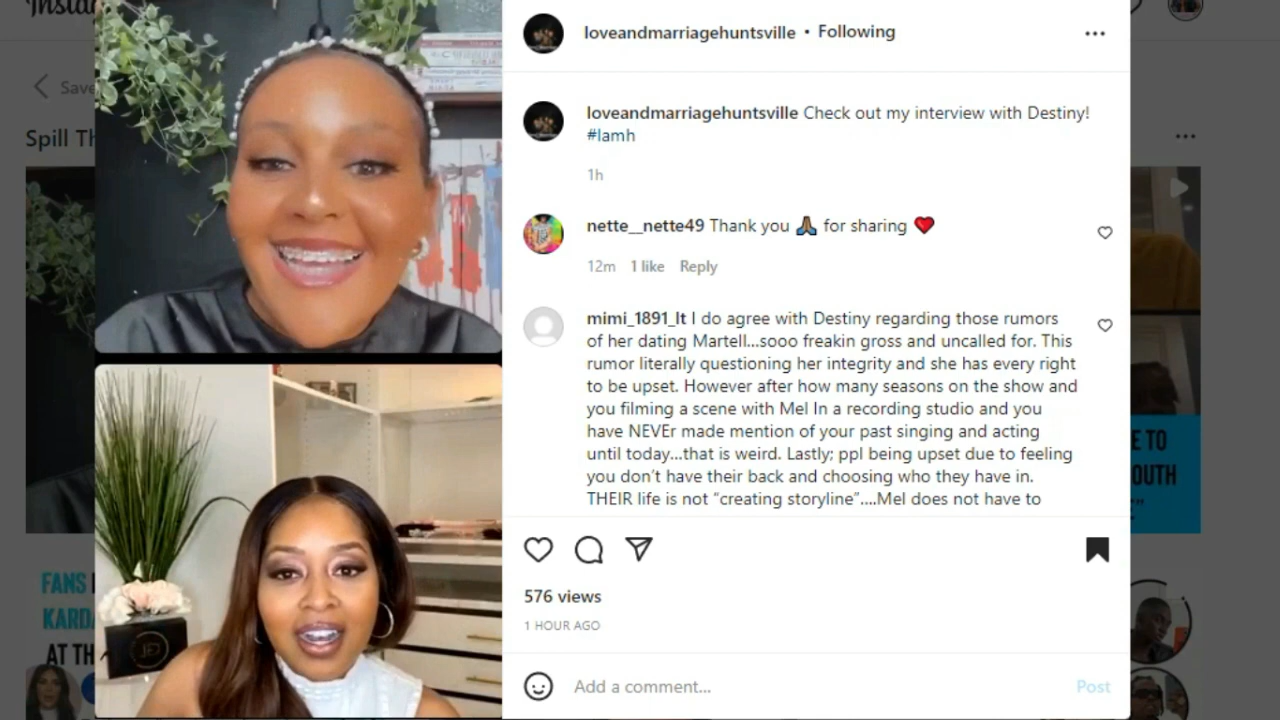 loveandmarriagehuntsville • Following
loveandmarriagehuntsville Check out my interview with Destiny!
#lamh
1h
nette__nette49 Thank you 🙏🏾 for sharing ❤️
12m 1 like Reply
mimi_1891_lt I do agree with Destiny regarding those rumors
of her dating Martell...sooo freakin gross and uncalled for. This
rumor literally questioning her integrity and she has every right
to be upset. However after how many seasons on the show and
you filming a scene with Mel In a recording studio and you
have NEVEr made mention of your past singing and acting
until today...that is weird. Lastly; ppl being upset due to feeling
you don't have their back and choosing who they have in.
THEIR life is not "creating storyline"....Mel does not have to
576 views
1 HOUR AGO
Add a comment...
Post
Save
Spill Th
FANS
KARDA
AT TH
E TO
OUTH